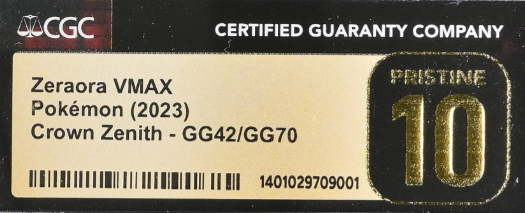 CGC CERTIFIED GUARANTY COMPANY
Zeraora VMAX
Pokémon (2023)
Crown Zenith - GG42/GG70
1401029709001
PRISTINE
10